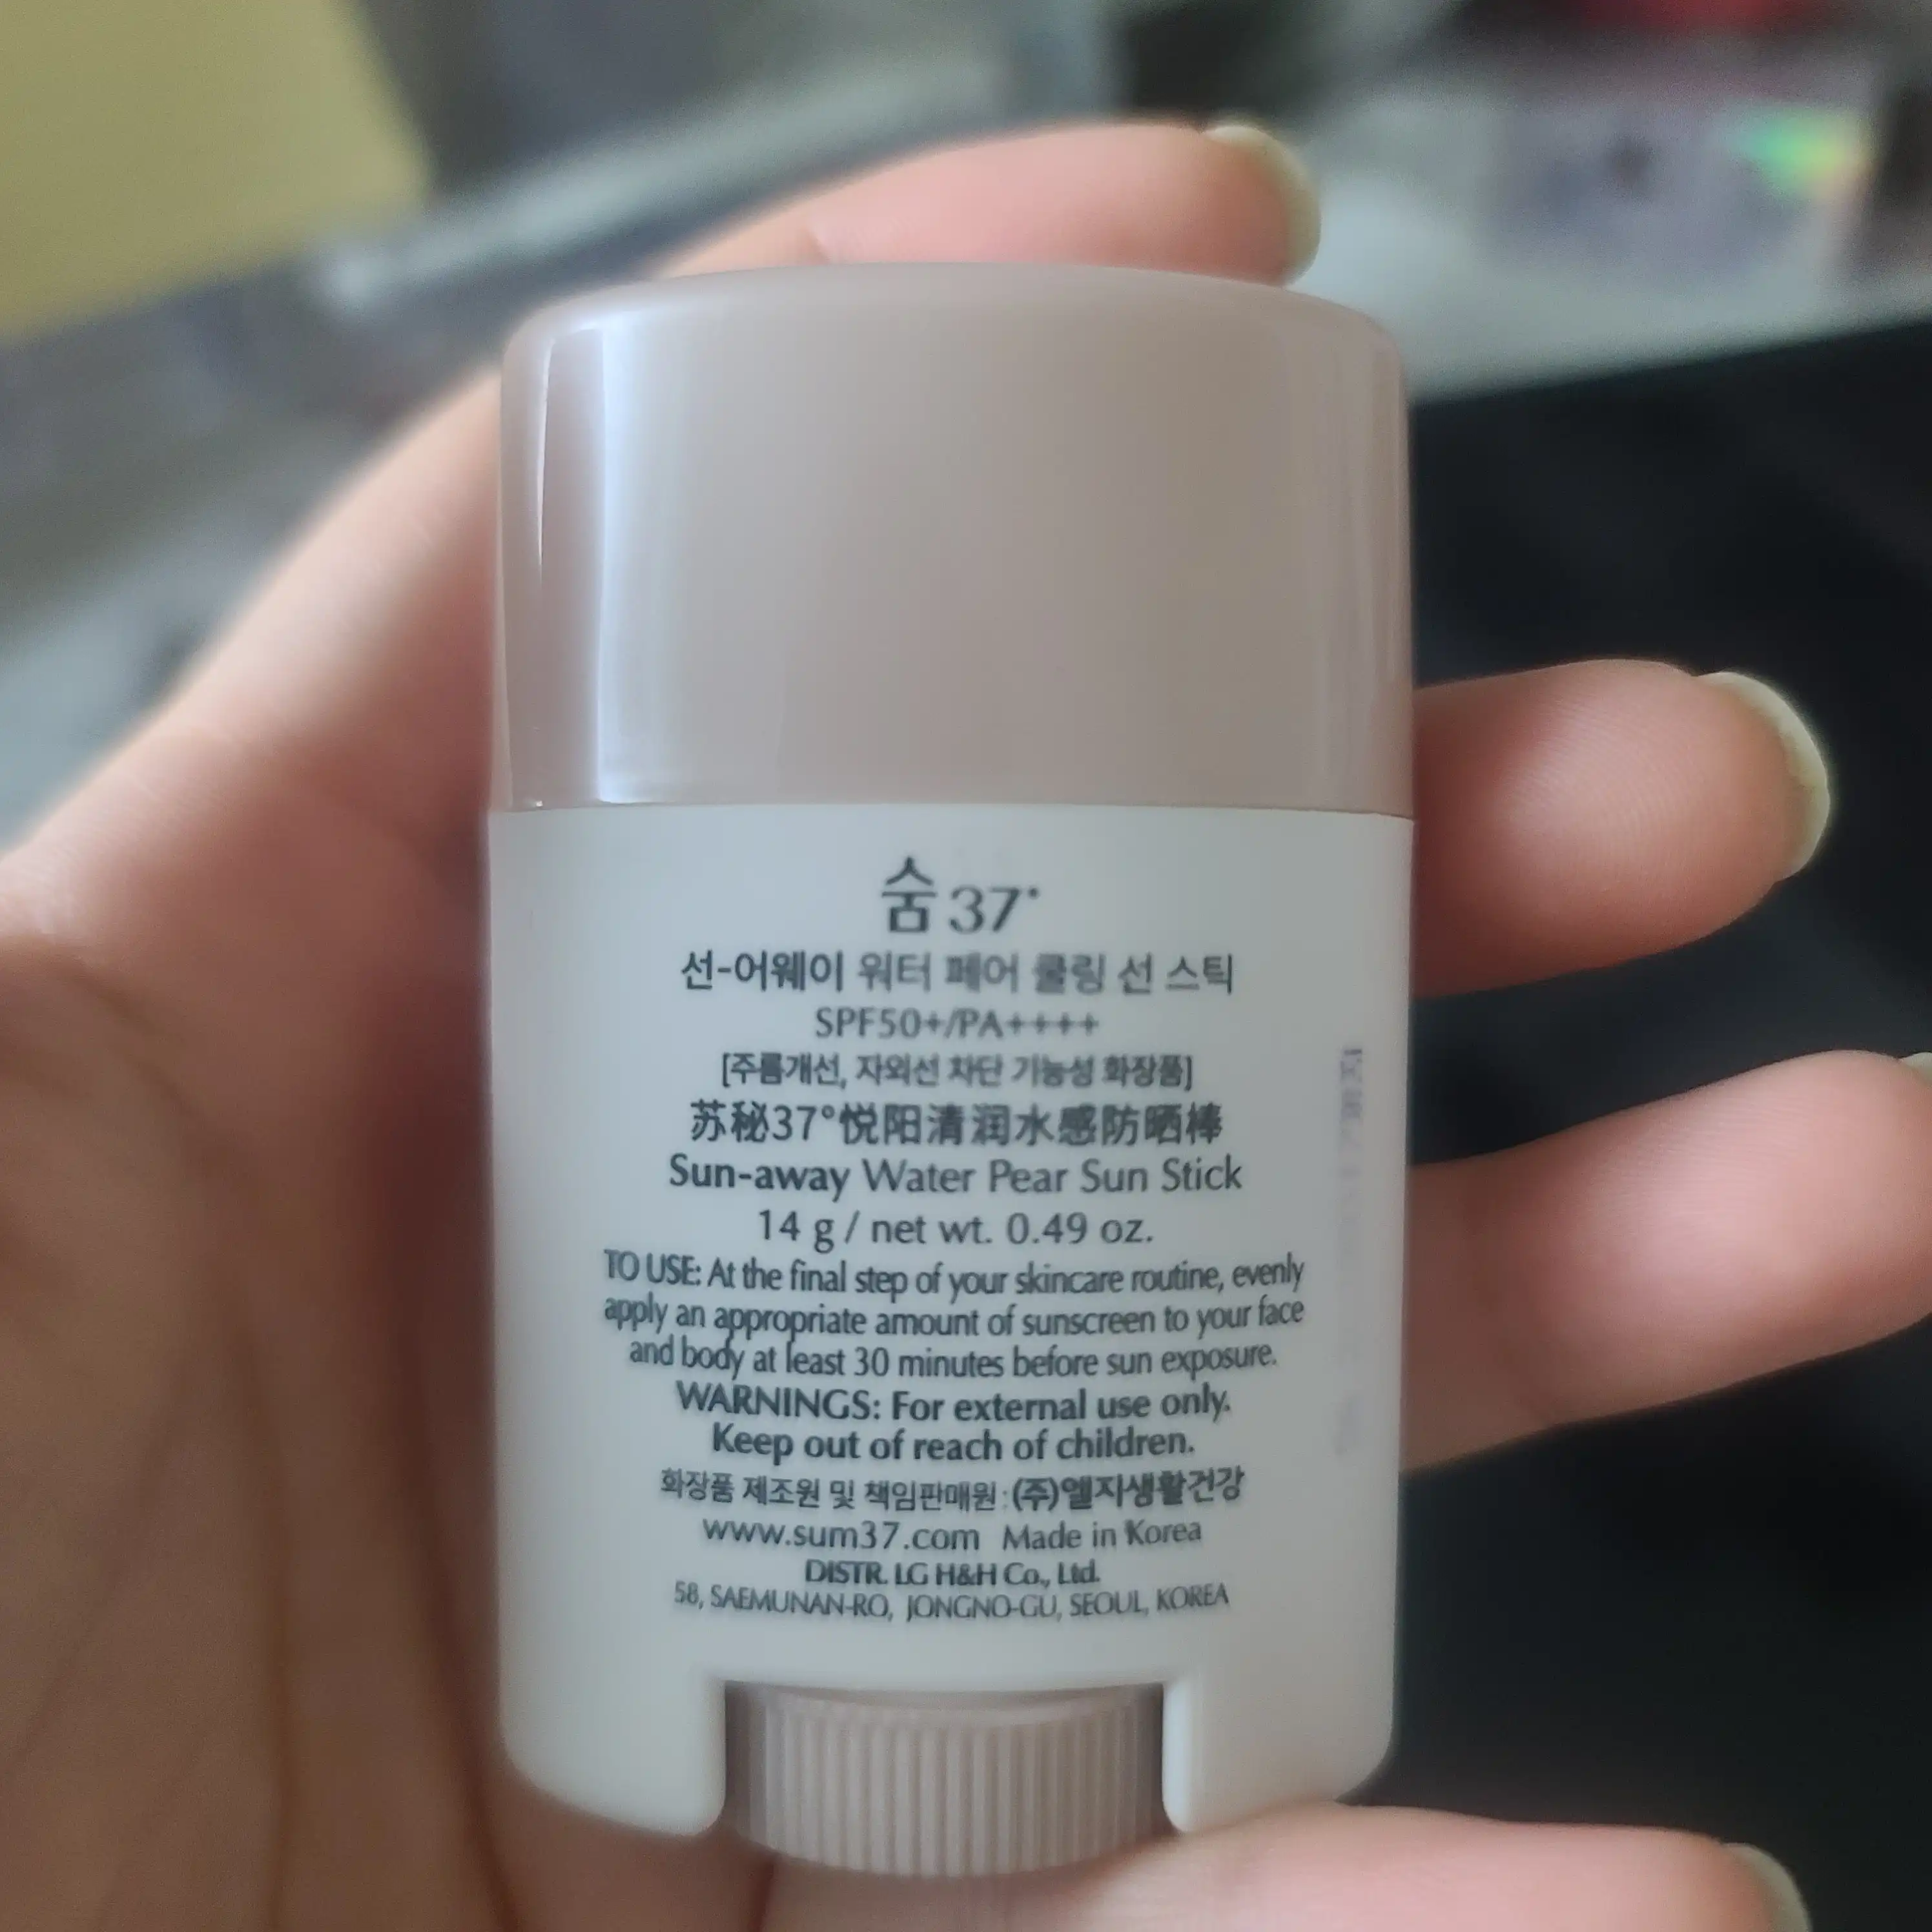 숨37°
선-어웨이 워터 페어 쿨링 선 스틱
SPF50+/PA++++
[주름개선, 자외선 차단 기능성 화장품]
苏秘37°悦阳清润水感防晒棒
Sun-away Water Pear Sun Stick
14 g / net wt. 0.49 oz.
TO USE: At the final step of your skincare routine, evenly
apply an appropriate amount of sunscreen to your face
and body at least 30 minutes before sun exposure.
WARNINGS: For external use only.
Keep out of reach of children.
화장품 제조원 및 책임판매원 : (주)엘지생활건강
www.sum37.com Made in Korea
DISTR. LG H&H Co., Ltd.
58, SAEMUNAN-RO, JONGNO-GU, SEOUL, KOREA